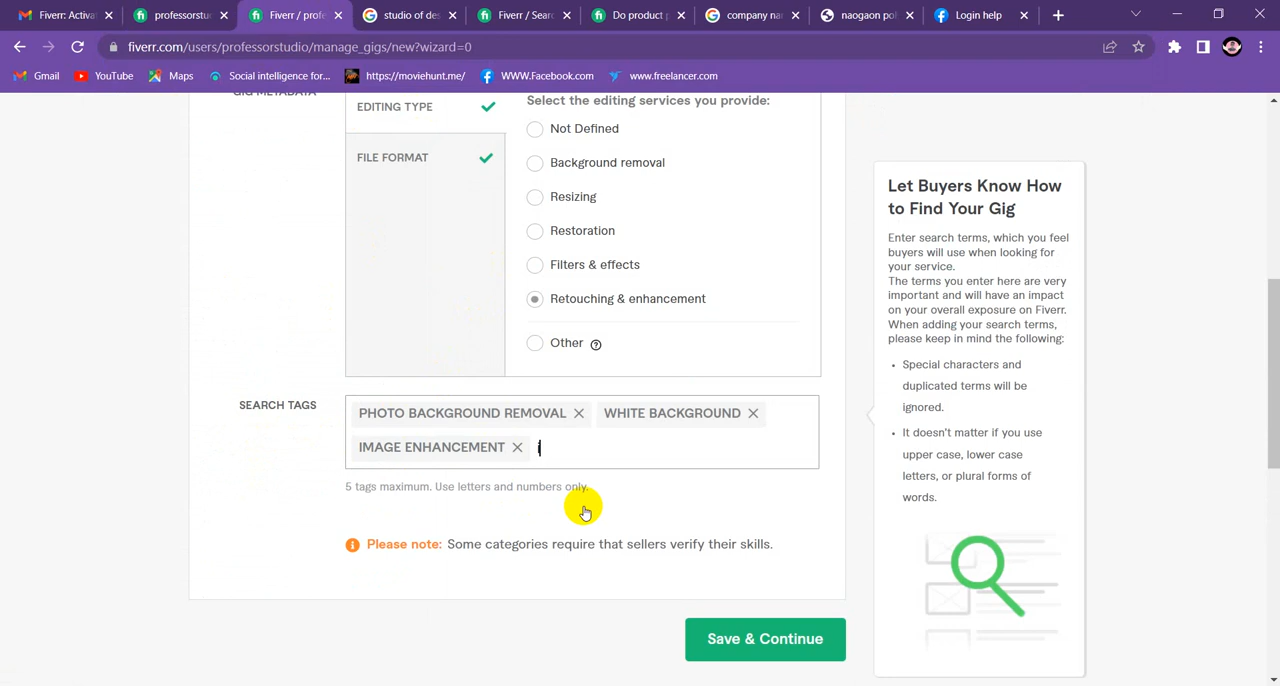 Fiverr: Activa
professorstu
Fiverr / profe
studio of des
Fiverr / Sear
Do product p
company nar
naogaon pol
Login help
fiverr.com/users/professorstudio/manage_gigs/new?wizard=0
Gmail
YouTube
Maps
Social intelligence for...
https://moviehunt.me/
WWW.Facebook.com
www.freelancer.com
GIG METADATA
EDITING TYPE
FILE FORMAT
Select the editing services you provide:
Not Defined
Background removal
Resizing
Restoration
Filters & effects
Retouching & enhancement
Other
SEARCH TAGS
PHOTO BACKGROUND REMOVAL
WHITE BACKGROUND
IMAGE ENHANCEMENT
i
5 tags maximum. Use letters and numbers only.
Please note: Some categories require that sellers verify their skills.
Save & Continue
Let Buyers Know How
to Find Your Gig
Enter search terms, which you feel
buyers will use when looking for
your service.
The terms you enter here are very
important and will have an impact
on your overall exposure on Fiverr.
When adding your search terms,
please keep in mind the following:
Special characters and
duplicated terms will be
ignored.
It doesn't matter if you use
upper case, lower case
letters, or plural forms of
words.